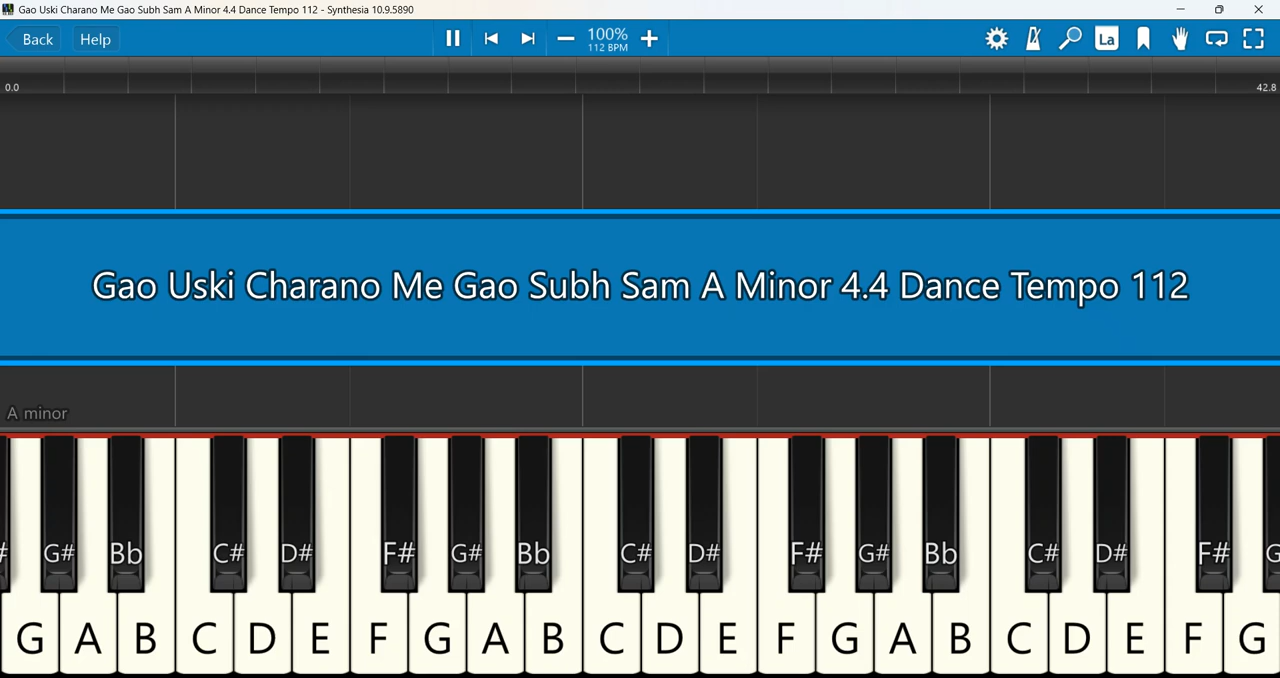 Gao Uski Charano Me Gao Subh Sam A Minor 4.4 Dance Tempo 112 - Synthesia 10.9.5890
Back Help 100% La
112 BPM
0.0 42.8
Gao Uski Charano Me Gao Subh Sam A Minor 4.4 Dance Tempo 112
A minor
# G# Bb C# D# F# G# Bb C# D# F# G# Bb C# D# F# G
G A B C D E F G A B C D E F G A B C D E F G